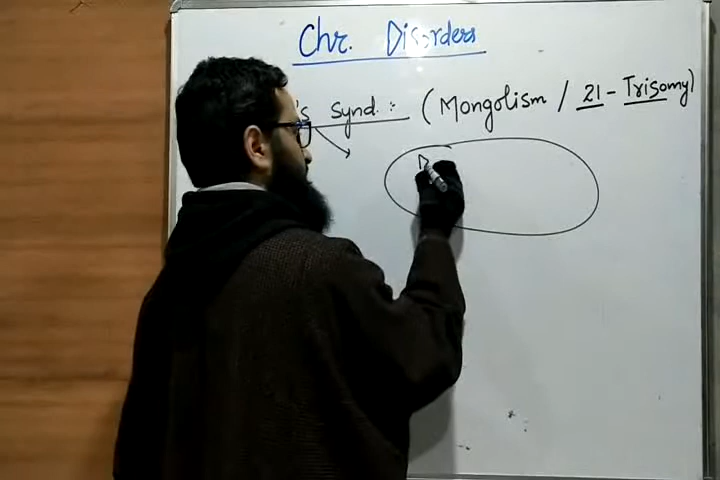 Chr. Disorders
's Synd :- (Mongolism / 21 - Trisomy)